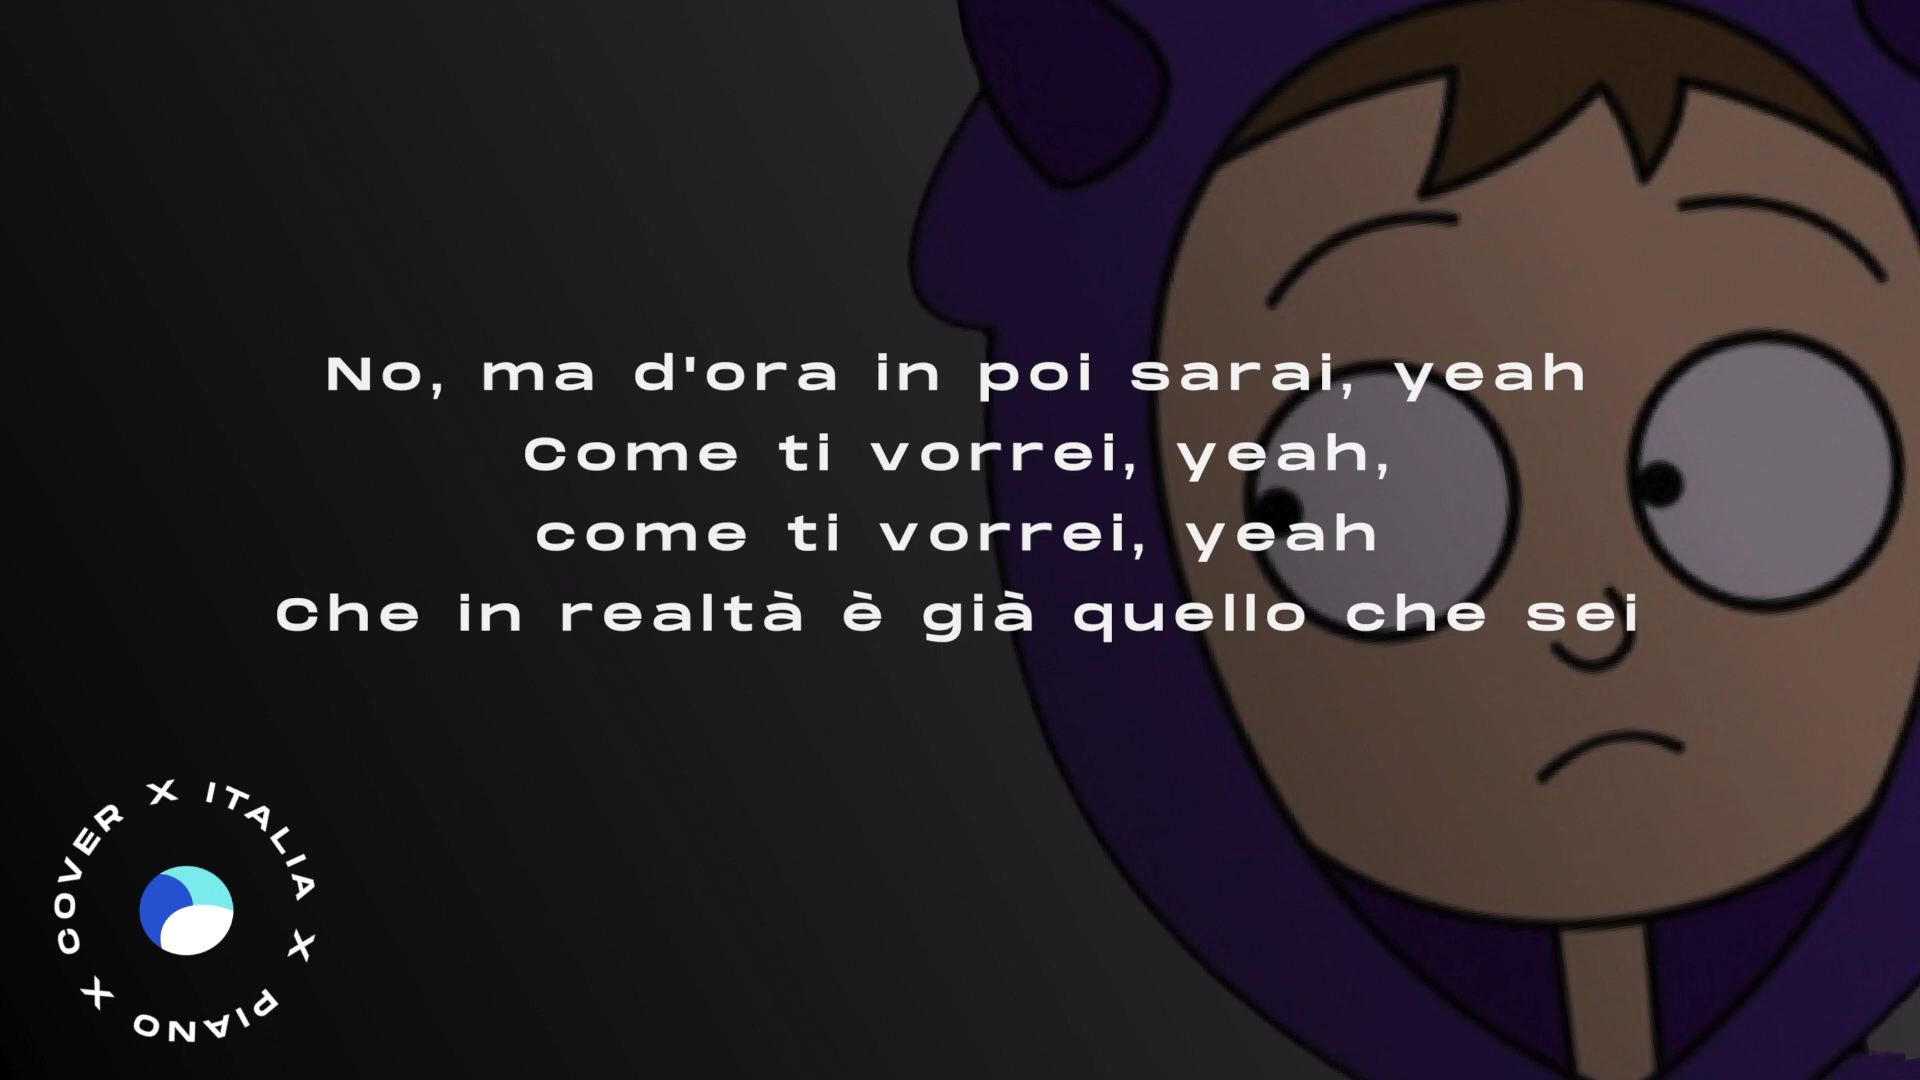 No, ma d'ora in poi sarai, yeah
Come ti vorrei, yeah,
come ti vorrei, yeah
Che in realtà è già quello che sei
COVER X ITALIA X PIANO X